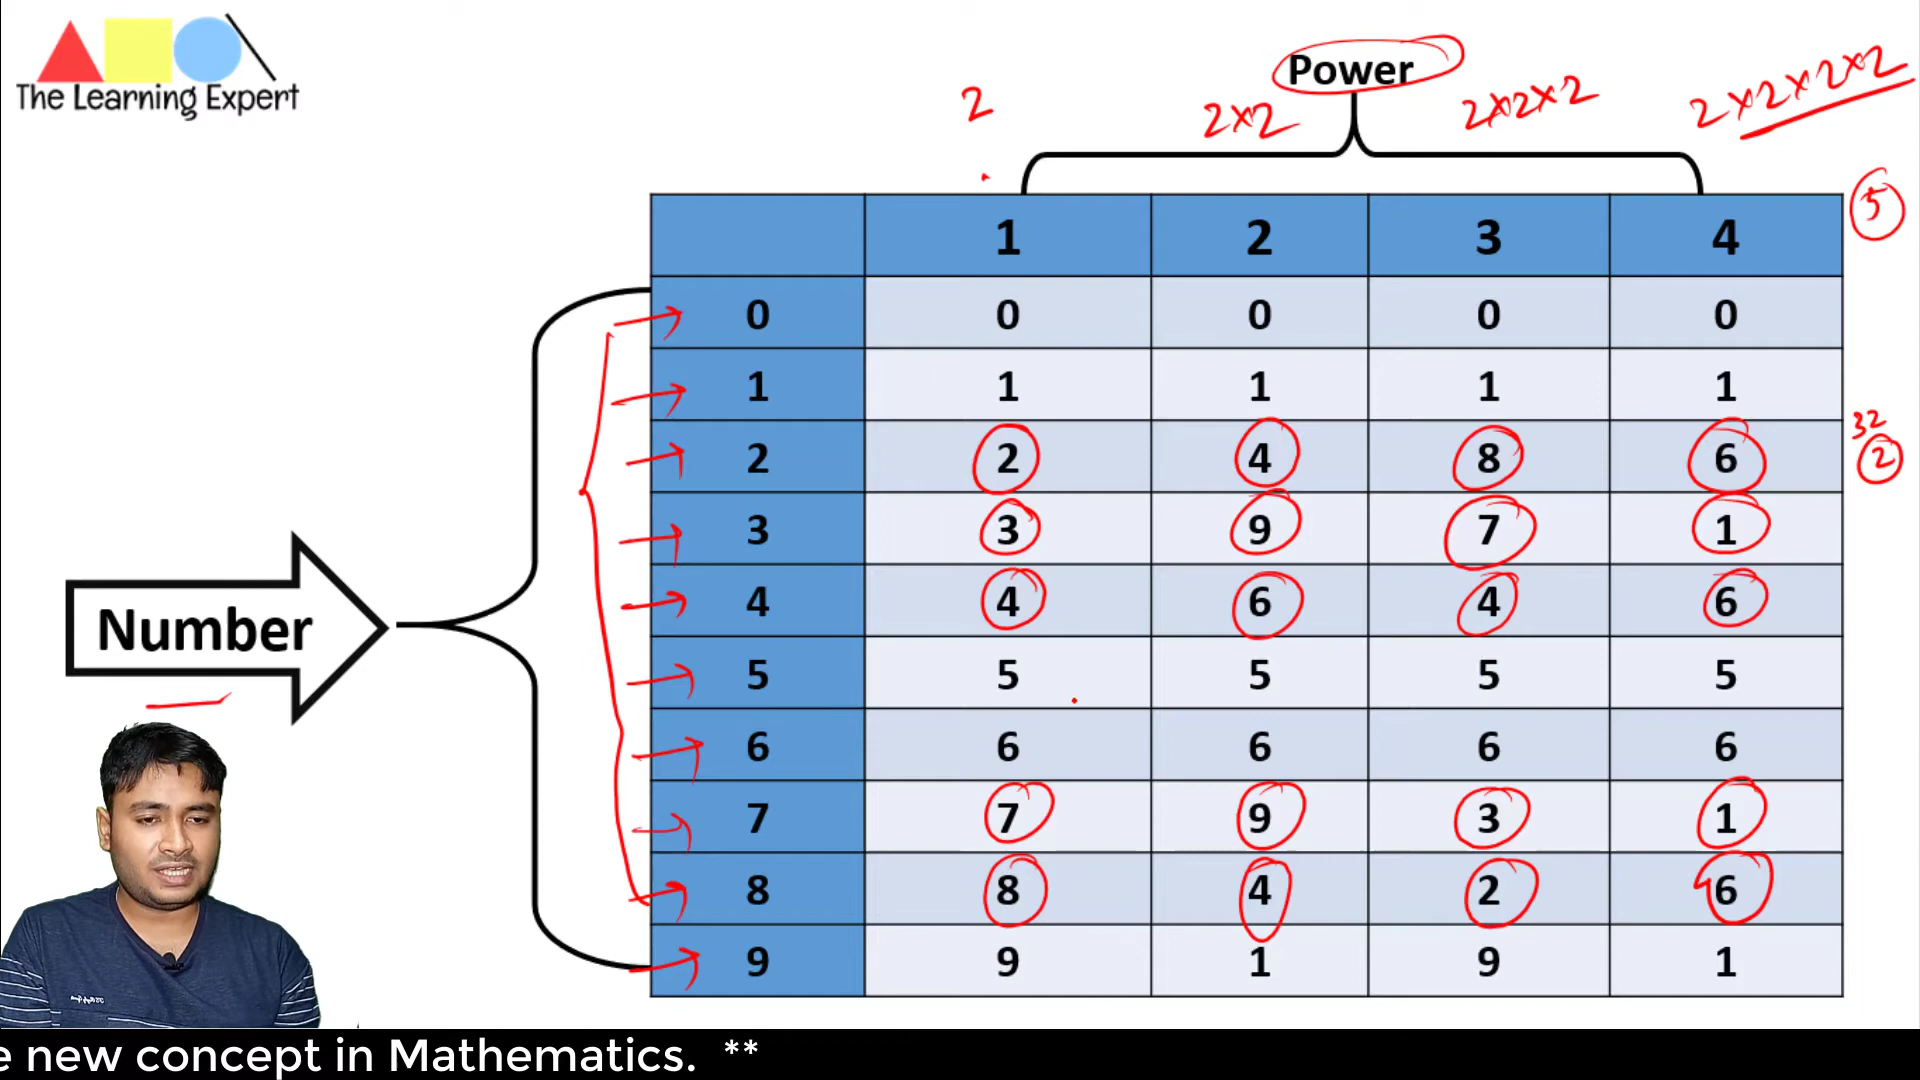 The Learning Expert
Power
2
2×2
2×2×2
2×2×2×2
5
1 2 3 4
0 0 0 0 0
1 1 1 1 1
32
2 2 4 8 6 2
3 3 9 7 1
4 4 6 4 6
5 5 5 5 5
Number
6 6 6 6 6
7 7 9 3 1
8 8 4 2 6
9 9 1 9 1
e new concept in Mathematics. **